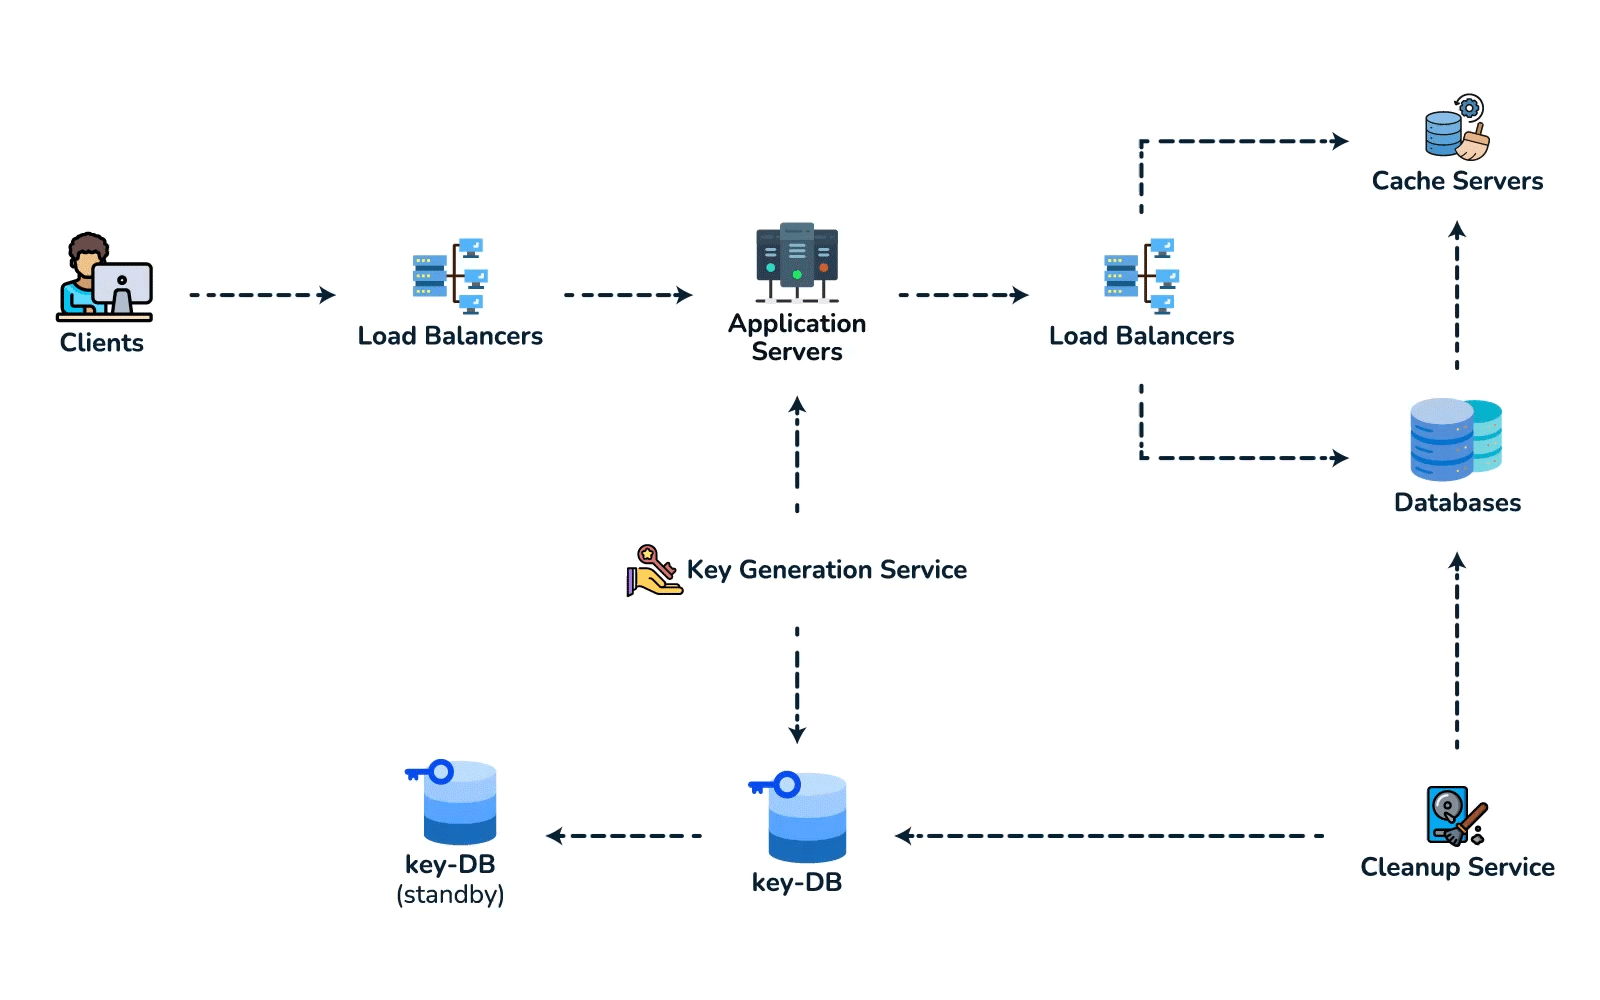 Cache Servers
Clients
Load Balancers
Application
Servers
Load Balancers
Databases
Key Generation Service
key-DB
(standby)
key-DB
Cleanup Service